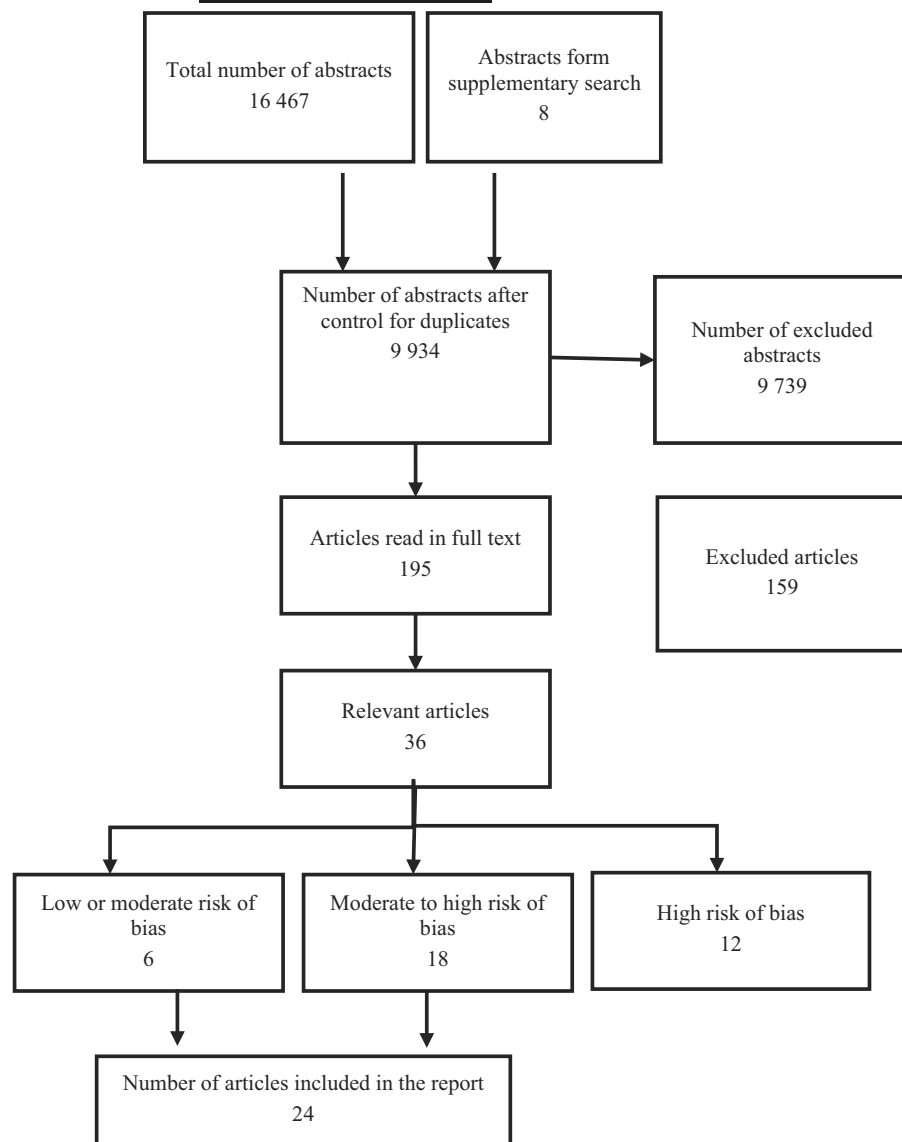 Total number of abstracts
16 467
Abstracts form
supplementary search
8
Number of abstracts after
control for duplicates
9 934
Number of excluded
abstracts
9 739
Articles read in full text
195
Excluded articles
159
Relevant articles
36
Low or moderate risk of
bias
6
Moderate to high risk of
bias
18
High risk of bias
12
Number of articles included in the report
24